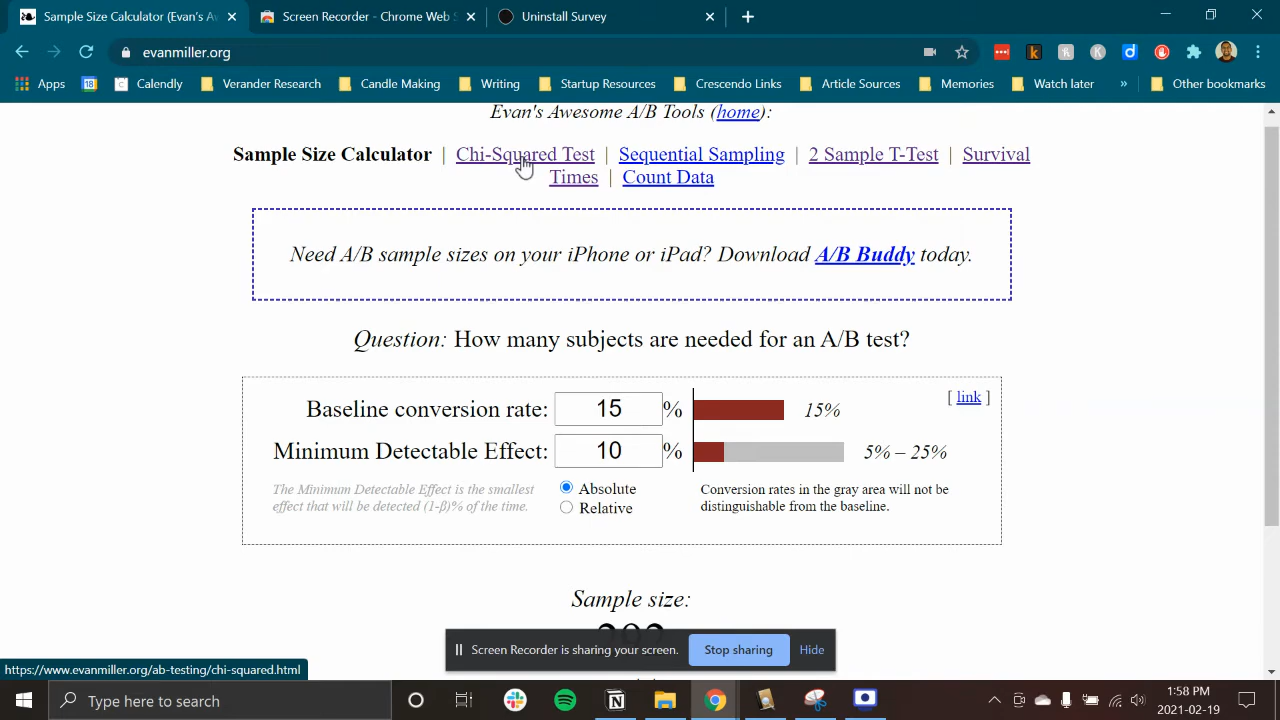 Sample Size Calculator (Evan's Aw
Screen Recorder - Chrome Web S
Uninstall Survey
evanmiller.org
Apps
18
Calendly
Verander Research
Candle Making
Writing
Startup Resources
Crescendo Links
Article Sources
Memories
Watch later
»
Other bookmarks
Evan's Awesome A/B Tools (home):
Sample Size Calculator | Chi-Squared Test | Sequential Sampling | 2 Sample T-Test | Survival
Times | Count Data
Need A/B sample sizes on your iPhone or iPad? Download A/B Buddy today.
Question: How many subjects are needed for an A/B test?
Baseline conversion rate: 15 % 15%
[ link ]
Minimum Detectable Effect: 10 % 5% – 25%
The Minimum Detectable Effect is the smallest
effect that will be detected (1-β)% of the time.
Absolute
Relative
Conversion rates in the gray area will not be
distinguishable from the baseline.
Sample size:
Screen Recorder is sharing your screen. Stop sharing Hide
https://www.evanmiller.org/ab-testing/chi-squared.html
Type here to search
1:58 PM
2021-02-19